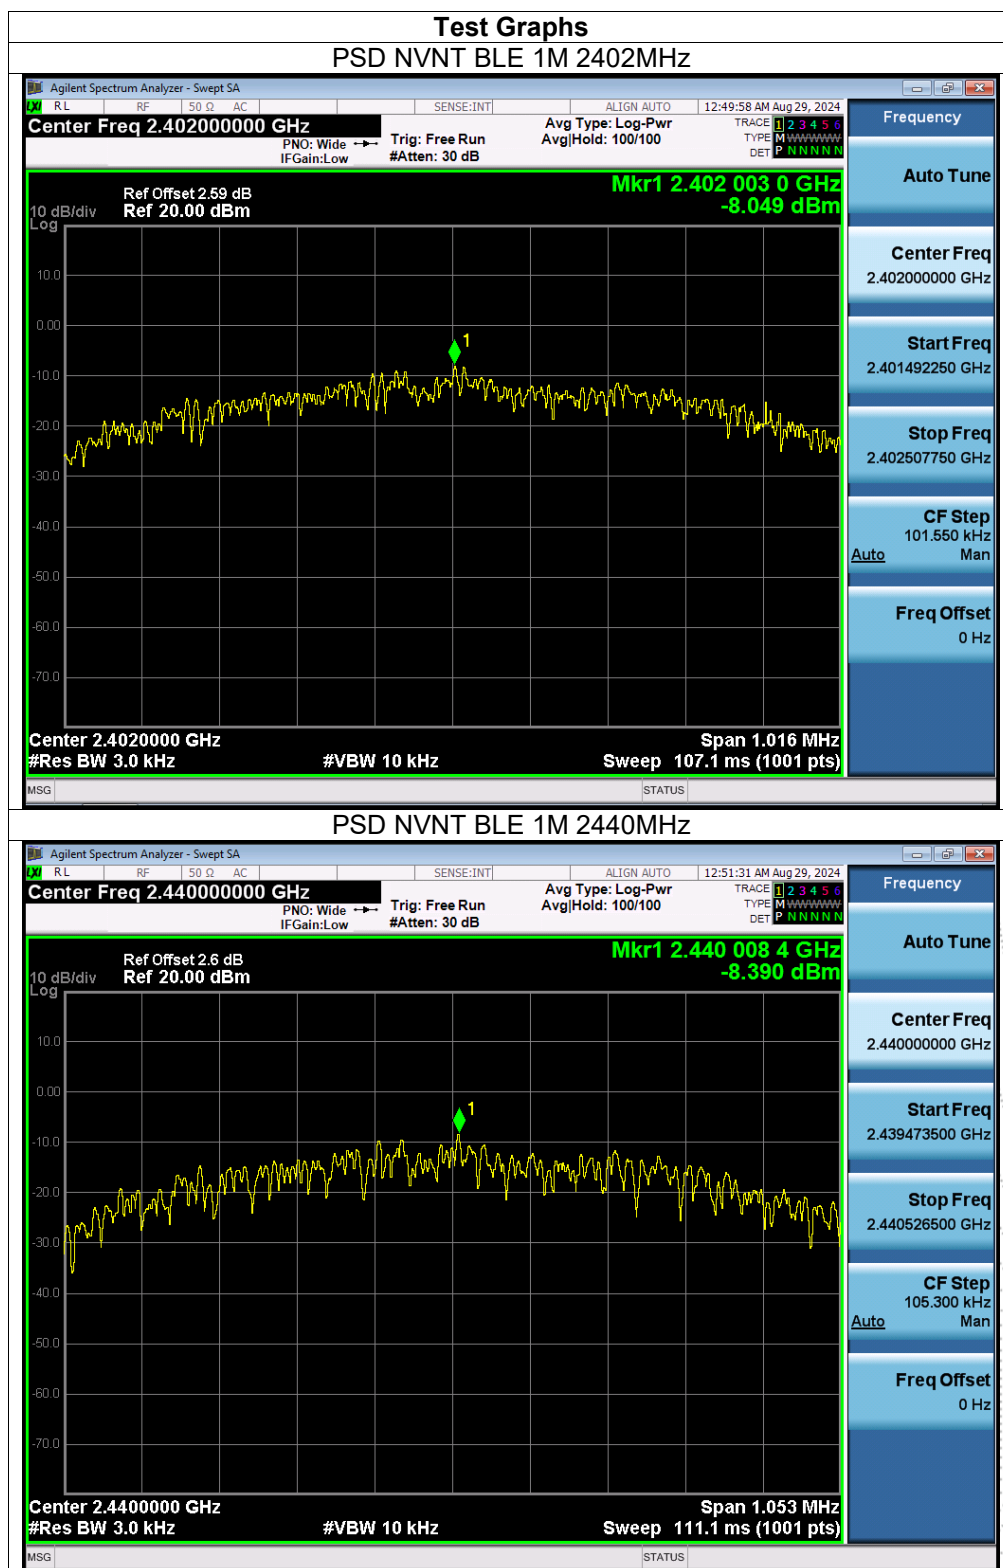 Test Graphs
PSD NVNT BLE 1M 2402MHz
Agilent Spectrum Analyzer - Swept SA
LXI RL RF 50 Ω AC SENSE:INT ALIGN AUTO 12:49:58 AM Aug 29, 2024
Center Freq 2.402000000 GHz
PNO: Wide
IFGain:Low
Trig: Free Run
#Atten: 30 dB
Avg Type: Log-Pwr
Avg|Hold: 100/100
TRACE 1 2 3 4 5 6
TYPE M WWWWW
DET P N N N N N
Frequency
Auto Tune
Center Freq
2.402000000 GHz
Start Freq
2.401492250 GHz
Stop Freq
2.402507750 GHz
CF Step
101.550 kHz
Auto Man
Freq Offset
0 Hz
Mkr1 2.402 003 0 GHz
-8.049 dBm
Ref Offset 2.59 dB
10 dB/div Ref 20.00 dBm
Log
10.0
0.00
1
-10.0
-20.0
-30.0
-40.0
-50.0
-60.0
-70.0
Center 2.4020000 GHz Span 1.016 MHz
#Res BW 3.0 kHz #VBW 10 kHz Sweep 107.1 ms (1001 pts)
MSG STATUS
PSD NVNT BLE 1M 2440MHz
Agilent Spectrum Analyzer - Swept SA
LXI RL RF 50 Ω AC SENSE:INT ALIGN AUTO 12:51:31 AM Aug 29, 2024
Center Freq 2.440000000 GHz
PNO: Wide
IFGain:Low
Trig: Free Run
#Atten: 30 dB
Avg Type: Log-Pwr
Avg|Hold: 100/100
TRACE 1 2 3 4 5 6
TYPE M WWWWW
DET P N N N N N
Frequency
Auto Tune
Center Freq
2.440000000 GHz
Start Freq
2.439473500 GHz
Stop Freq
2.440526500 GHz
CF Step
105.300 kHz
Auto Man
Freq Offset
0 Hz
Mkr1 2.440 008 4 GHz
-8.390 dBm
Ref Offset 2.6 dB
10 dB/div Ref 20.00 dBm
Log
10.0
0.00
1
-10.0
-20.0
-30.0
-40.0
-50.0
-60.0
-70.0
Center 2.4400000 GHz Span 1.053 MHz
#Res BW 3.0 kHz #VBW 10 kHz Sweep 111.1 ms (1001 pts)
MSG STATUS